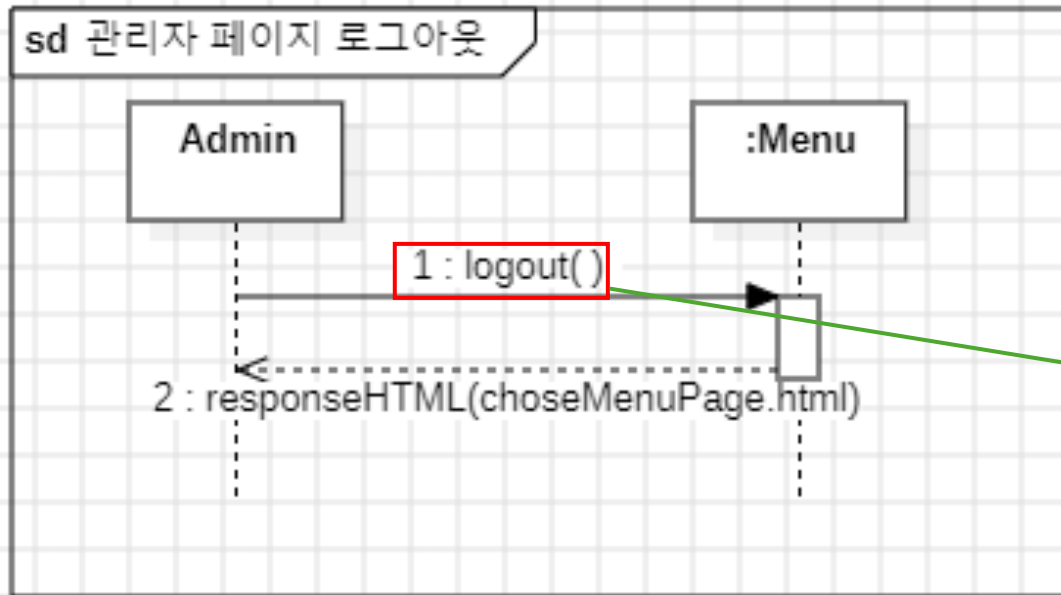 sd 관리자 페이지 로그아웃
Admin
:Menu
1 : logout( )
2 : responseHTML(choseMenuPage.html)